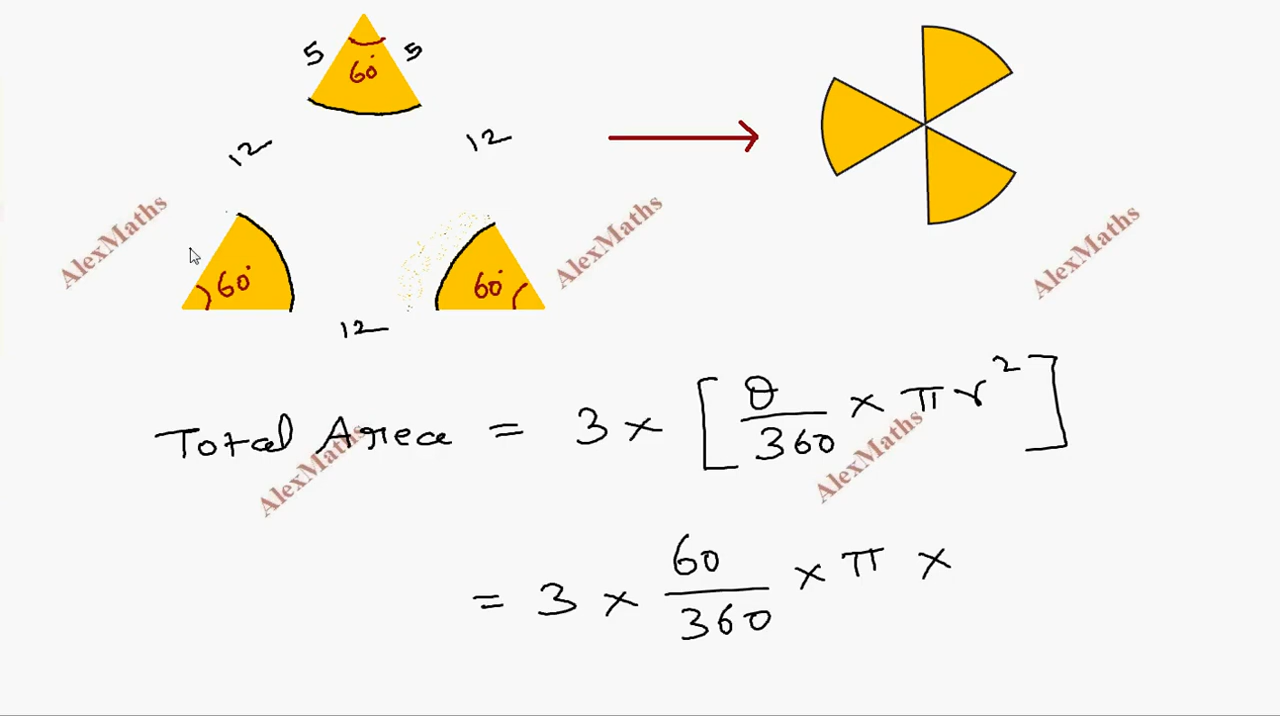 5 5
60°
12 12
AlexMaths AlexMaths AlexMaths
60° 60°
12
Total Area = 3 × [ θ/360 × πr² ]
AlexMaths AlexMaths
= 3 × 60/360 × π ×